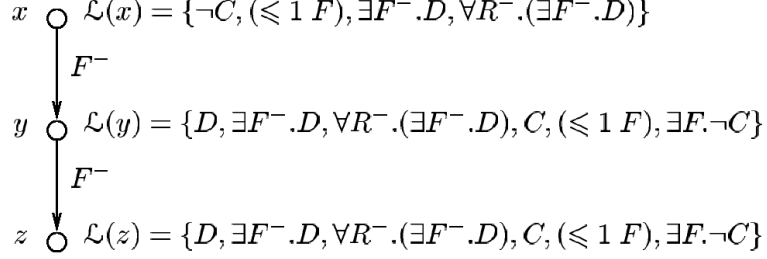 x ℒ(x) = {¬C, (⩽ 1 F), ∃F⁻.D, ∀R⁻.(∃F⁻.D)}
F⁻
y ℒ(y) = {D, ∃F⁻.D, ∀R⁻.(∃F⁻.D), C, (⩽ 1 F), ∃F.¬C}
F⁻
z ℒ(z) = {D, ∃F⁻.D, ∀R⁻.(∃F⁻.D), C, (⩽ 1 F), ∃F.¬C}